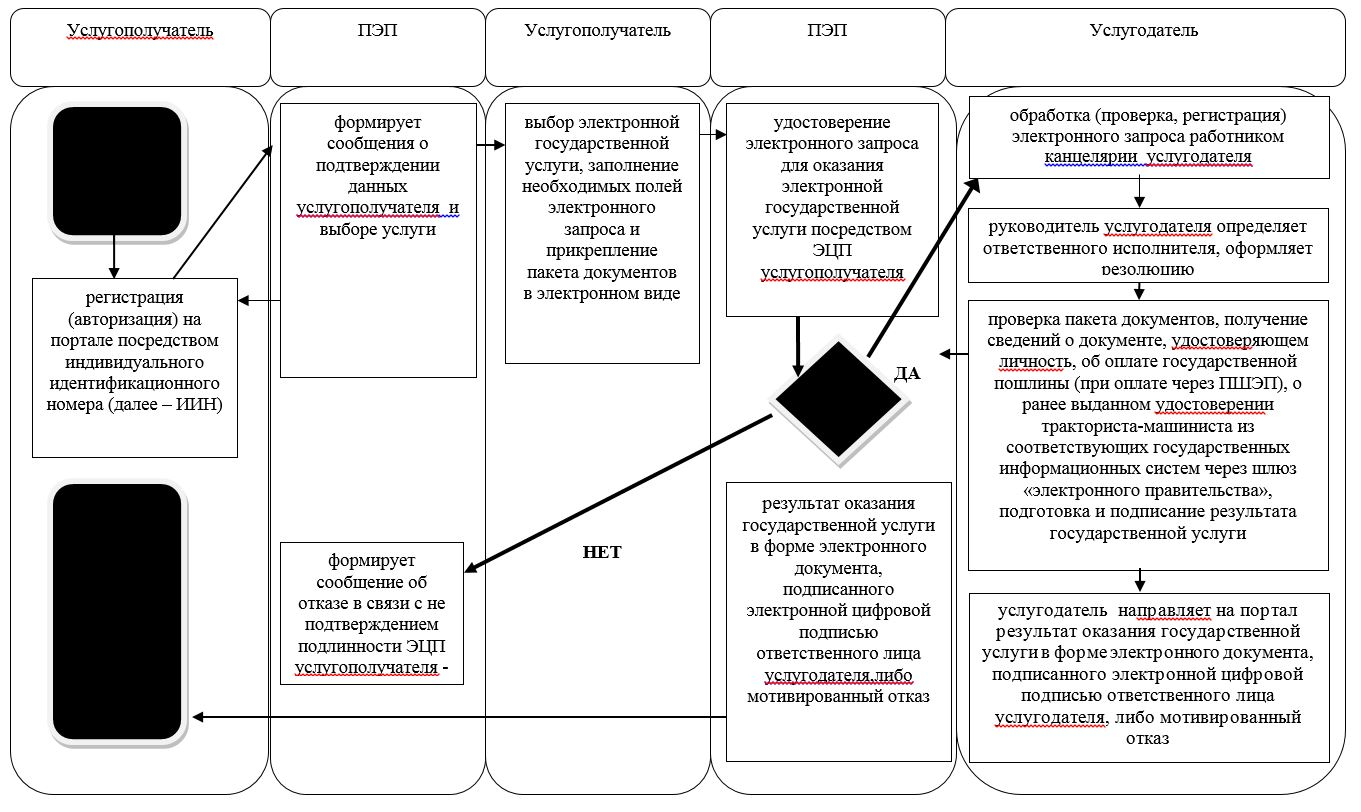 Услугополучатель
ПЭП
Услугополучатель
ПЭП
Услугодатель
регистрация
(авторизация) на
портале посредством
индивидуального
идентификационного
номера (далее – ИИН)
формирует
сообщения о
подтверждении
данных
услугополучателя и
выборе услуги
формирует
сообщение об
отказе в связи с не
подтверждением
подлинности ЭЦП
услугополучателя -
выбор электронной
государственной
услуги, заполнение
необходимых полей
электронного
запроса и
прикрепление
пакета документов
в электронном виде
НЕТ
удостоверение
электронного запроса
для оказания
электронной
государственной
услуги посредством
ЭЦП
услугополучателя
ДА
результат оказания
государственной услуги
в форме электронного
документа,
подписанного
электронной цифровой
подписью
ответственного лица
услугодателя,либо
мотивированный отказ
обработка (проверка, регистрация)
электронного запроса работником
канцелярии услугодателя
руководитель услугодателя определяет
ответственного исполнителя, оформляет
резолюцию
проверка пакета документов, получение
сведений о документе, удостоверяющем
личность, об оплате государственной
пошлины (при оплате через ПШЭП), о
ранее выданном удостоверении
тракториста-машиниста из
соответствующих государственных
информационных систем через шлюз
«электронного правительства»,
подготовка и подписание результата
государственной услуги
услугодатель направляет на портал
результат оказания государственной
услуги в форме электронного документа,
подписанного электронной цифровой
подписью ответственного лица
услугодателя, либо мотивированный
отказ